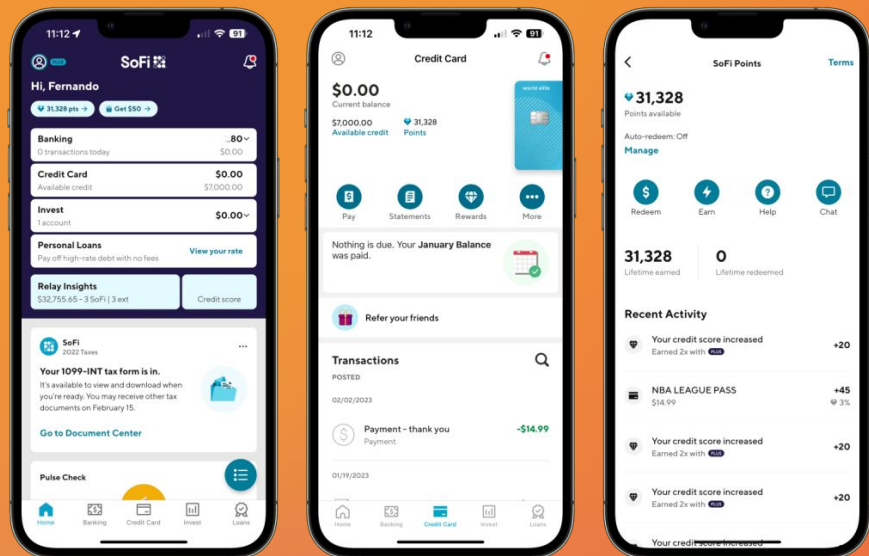 11:12
91
PLUS
SoFi
Hi, Fernando
31,328 pts →
Get $50 →
Banking
..80
0 transactions today
$0.00
Credit Card
$0.00
Available credit
$7,000.00
Invest
$0.00
1 account
Personal Loans
View your rate
Pay off high-rate debt with no fees
Relay Insights
$32,755.65 – 3 SoFi | 3 ext
Credit score
SoFi
2022 Taxes
...
Your 1099-INT tax form is in.
It's available to view and download when
you're ready. You may receive other tax
documents on February 15.
Go to Document Center
Pulse Check
Home
Banking
Credit Card
Invest
Loans
11:12
91
Credit Card
$0.00
Current balance
$7,000.00
Available credit
31,328
Points
world elite
Pay
Statements
Rewards
More
Nothing is due. Your January Balance
was paid.
Refer your friends
Transactions
POSTED
02/02/2023
Payment - thank you
-$14.99
Payment
01/19/2023
Home
Banking
Credit Card
Invest
Loans
SoFi Points
Terms
31,328
Points available
Auto-redeem: Off
Manage
Redeem
Earn
Help
Chat
31,328
Lifetime earned
0
Lifetime redeemed
Recent Activity
Your credit score increased
+20
Earned 2x with PLUS
NBA LEAGUE PASS
+45
$14.99
3%
Your credit score increased
+20
Earned 2x with PLUS
Your credit score increased
+20
Earned 2x with PLUS
Your credit score increased